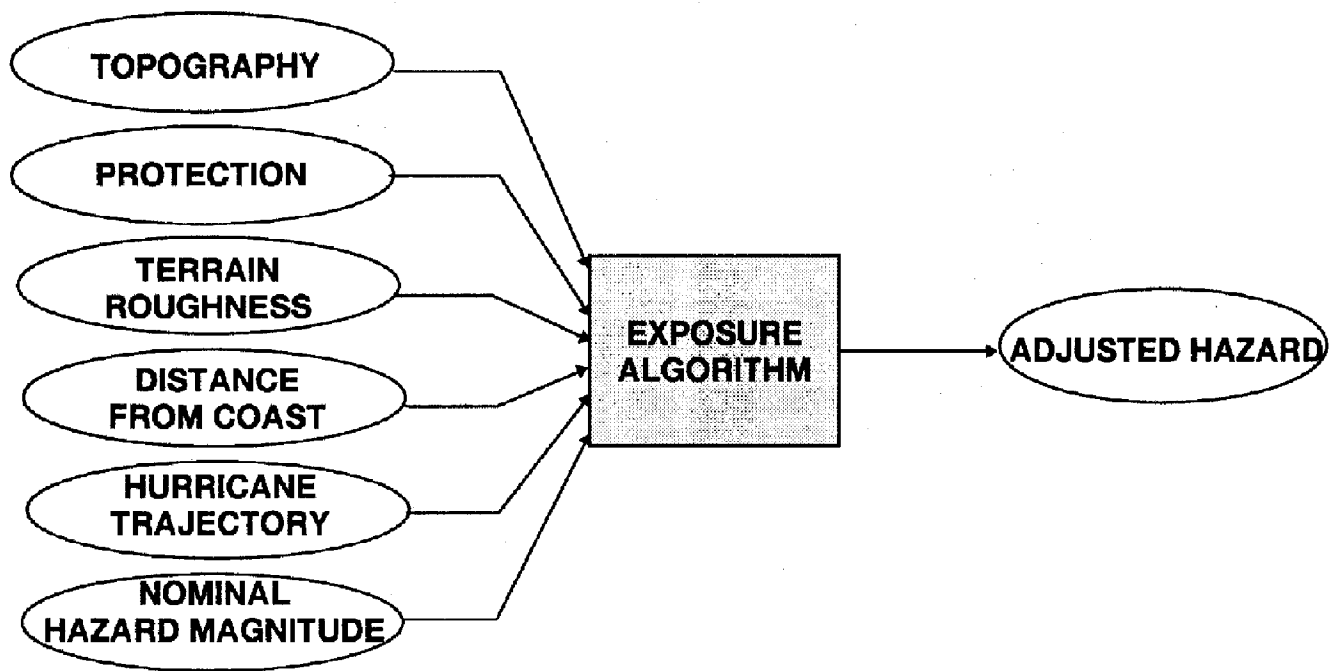 TOPOGRAPHY
PROTECTION
TERRAIN
ROUGHNESS
DISTANCE
FROM COAST
HURRICANE
TRAJECTORY
NOMINAL
HAZARD MAGNITUDE
EXPOSURE
ALGORITHM
ADJUSTED HAZARD